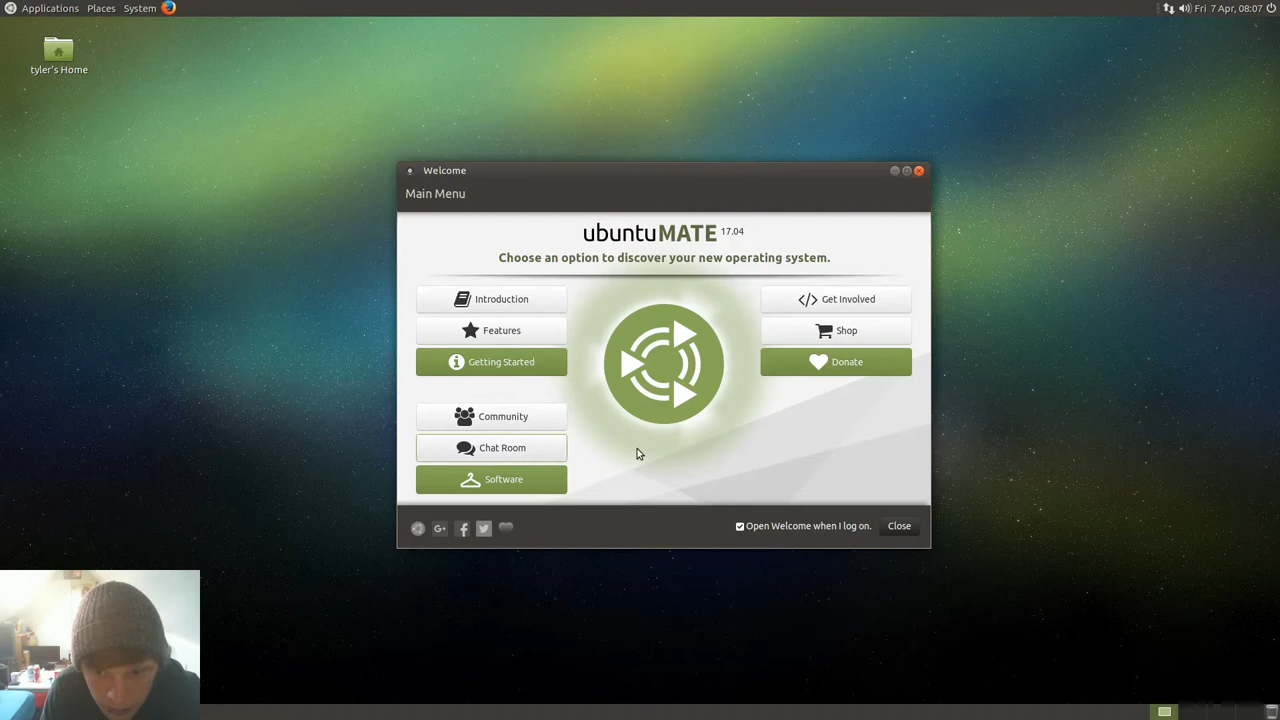 Applications Places System
Fri 7 Apr, 08:07
tyler's Home
Welcome
Main Menu
ubuntuMATE 17.04
Choose an option to discover your new operating system.
Introduction
Features
Getting Started
Community
Chat Room
Software
Get Involved
Shop
Donate
G+ f
Open Welcome when I log on.
Close